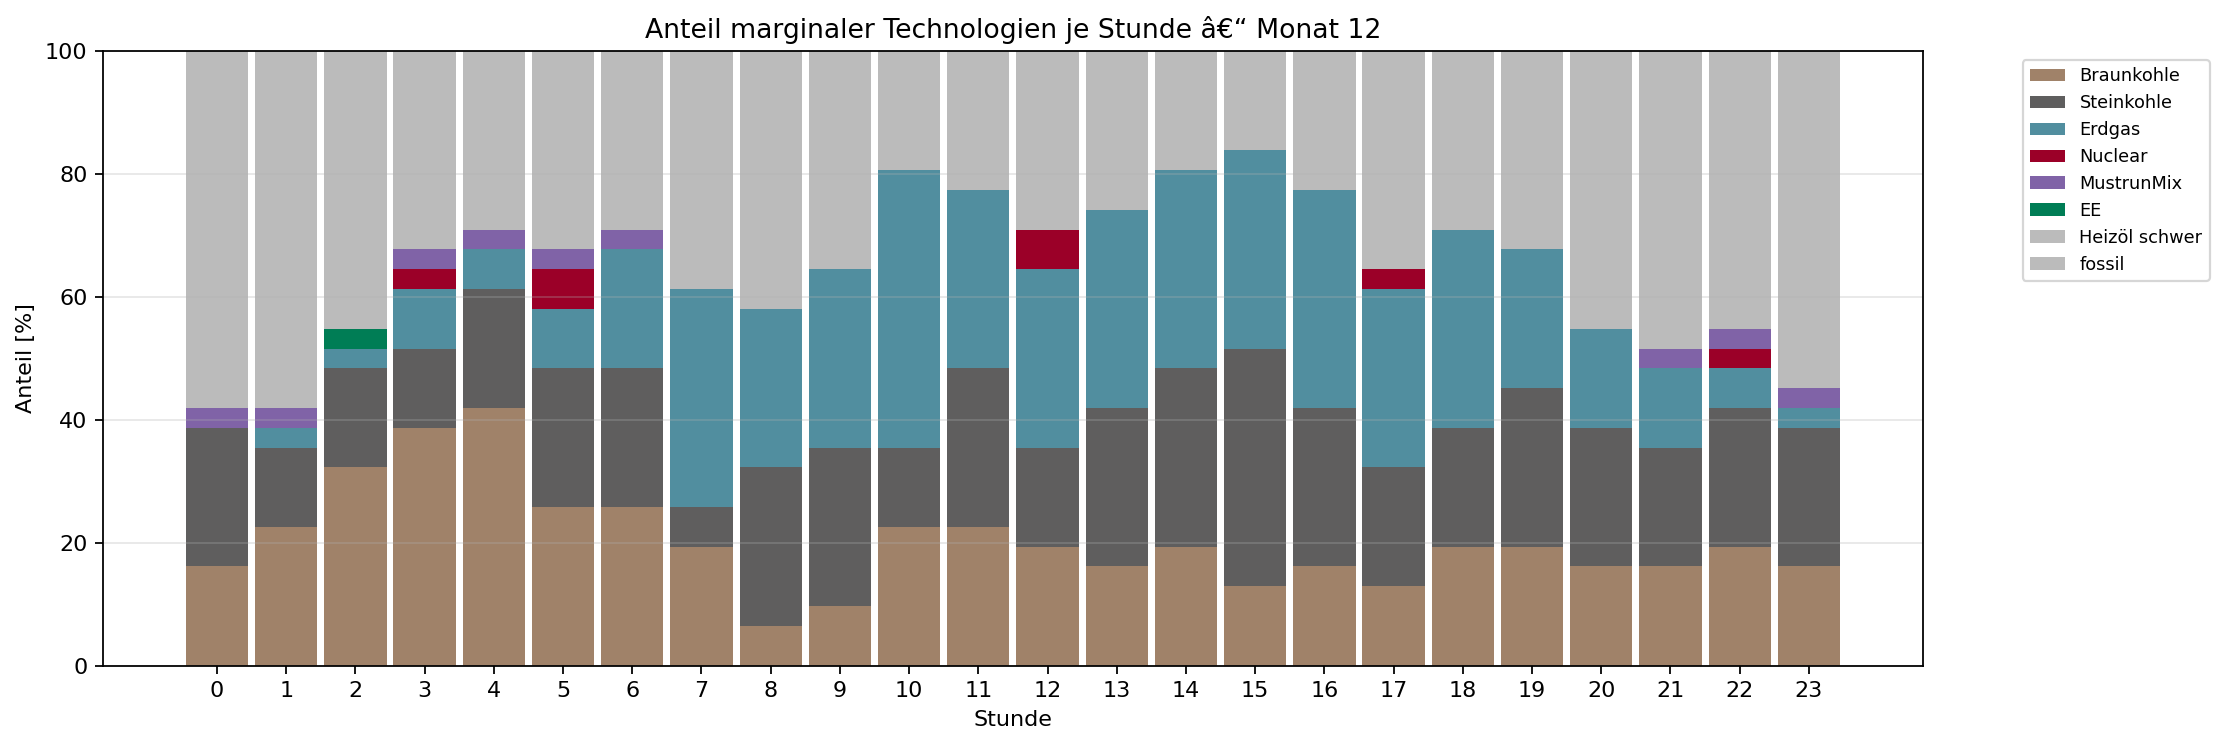 Anteil marginaler Technologien je Stunde â€“ Monat 12
Anteil [%]
100
80
60
40
20
0
0 1 2 3 4 5 6 7 8 9 10 11 12 13 14 15 16 17 18 19 20 21 22 23
Stunde
Braunkohle
Steinkohle
Erdgas
Nuclear
MustrunMix
EE
Heizöl schwer
fossil